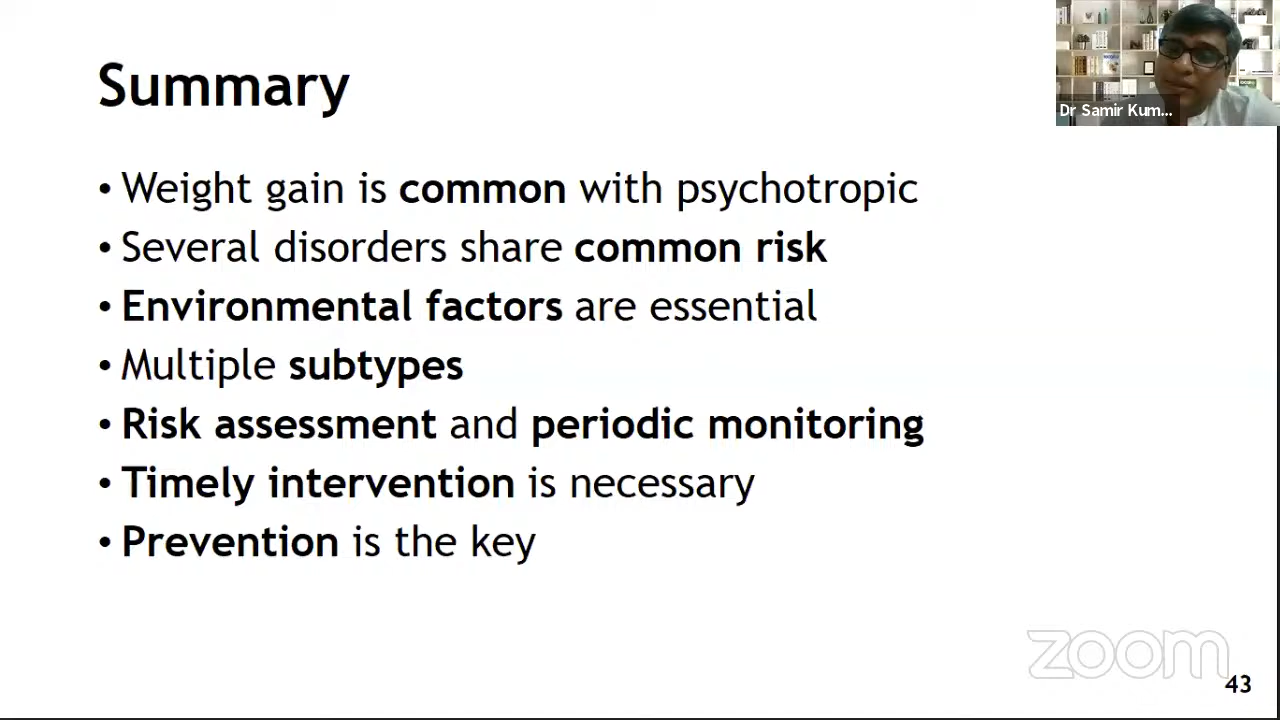 Summary
Dr Samir Kum...
• Weight gain is common with psychotropic
• Several disorders share common risk
• Environmental factors are essential
• Multiple subtypes
• Risk assessment and periodic monitoring
• Timely intervention is necessary
• Prevention is the key
zoom
43